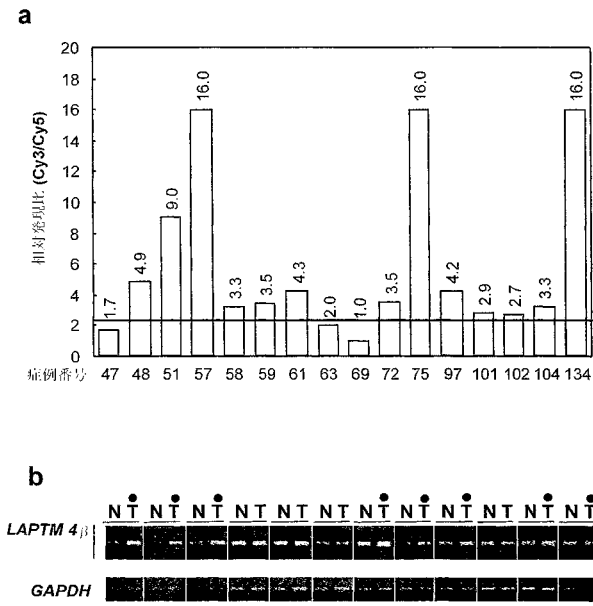 a
相対発現比 (Cy3/Cy5)
20
18
16
14
12
10
8
6
4
2
0
1.7 4.9 9.0 16.0 3.3 3.5 4.3 2.0 1.0 3.5 16.0 4.2 2.9 2.7 3.3 16.0
症例番号 47 48 51 57 58 59 61 63 69 72 75 97 101 102 104 134
b
N T N T N T N T N T N T N T N T N T N T N T N T
LAPTM 4β
GAPDH